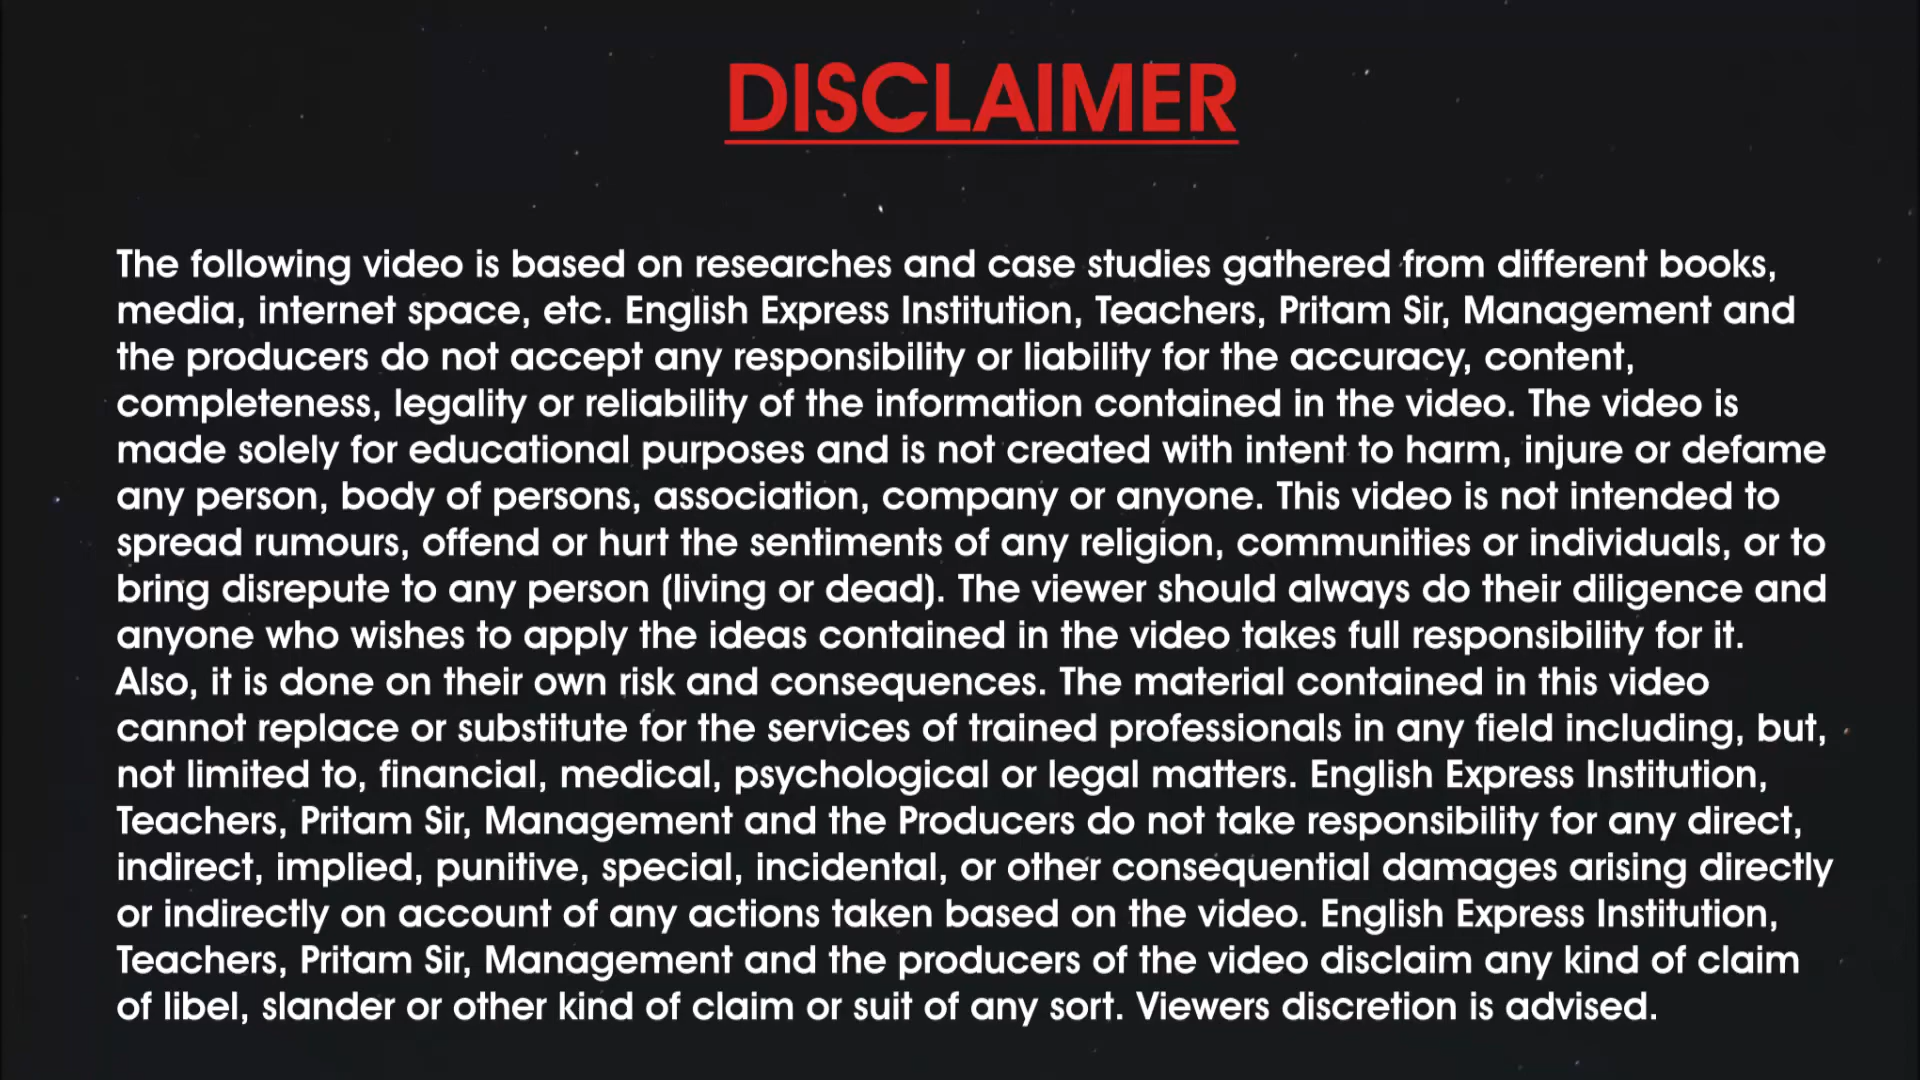 DISCLAIMER
The following video is based on researches and case studies gathered from different books,
media, internet space, etc. English Express Institution, Teachers, Pritam Sir, Management and
the producers do not accept any responsibility or liability for the accuracy, content,
completeness, legality or reliability of the information contained in the video. The video is
made solely for educational purposes and is not created with intent to harm, injure or defame
any person, body of persons, association, company or anyone. This video is not intended to
spread rumours, offend or hurt the sentiments of any religion, communities or individuals, or to
bring disrepute to any person (living or dead). The viewer should always do their diligence and
anyone who wishes to apply the ideas contained in the video takes full responsibility for it.
Also, it is done on their own risk and consequences. The material contained in this video
cannot replace or substitute for the services of trained professionals in any field including, but,
not limited to, financial, medical, psychological or legal matters. English Express Institution,
Teachers, Pritam Sir, Management and the Producers do not take responsibility for any direct,
indirect, implied, punitive, special, incidental, or other consequential damages arising directly
or indirectly on account of any actions taken based on the video. English Express Institution,
Teachers, Pritam Sir, Management and the producers of the video disclaim any kind of claim
of libel, slander or other kind of claim or suit of any sort. Viewers discretion is advised.